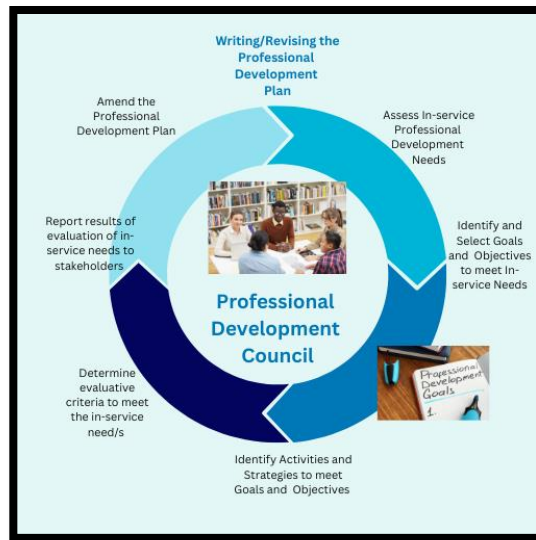 Writing/Revising the
Professional
Development
Plan
Assess In-service
Professional
Development
Needs
Identify and
Select Goals
and Objectives
to meet In-
service Needs
Professional
Development
Goals
1.
Identify Activities and
Strategies to meet
Goals and Objectives
Determine
evaluative
criteria to meet
the in-service
need/s
Report results of
evaluation of in-
service needs to
stakeholders
Amend the
Professional
Development Plan
Professional
Development
Council